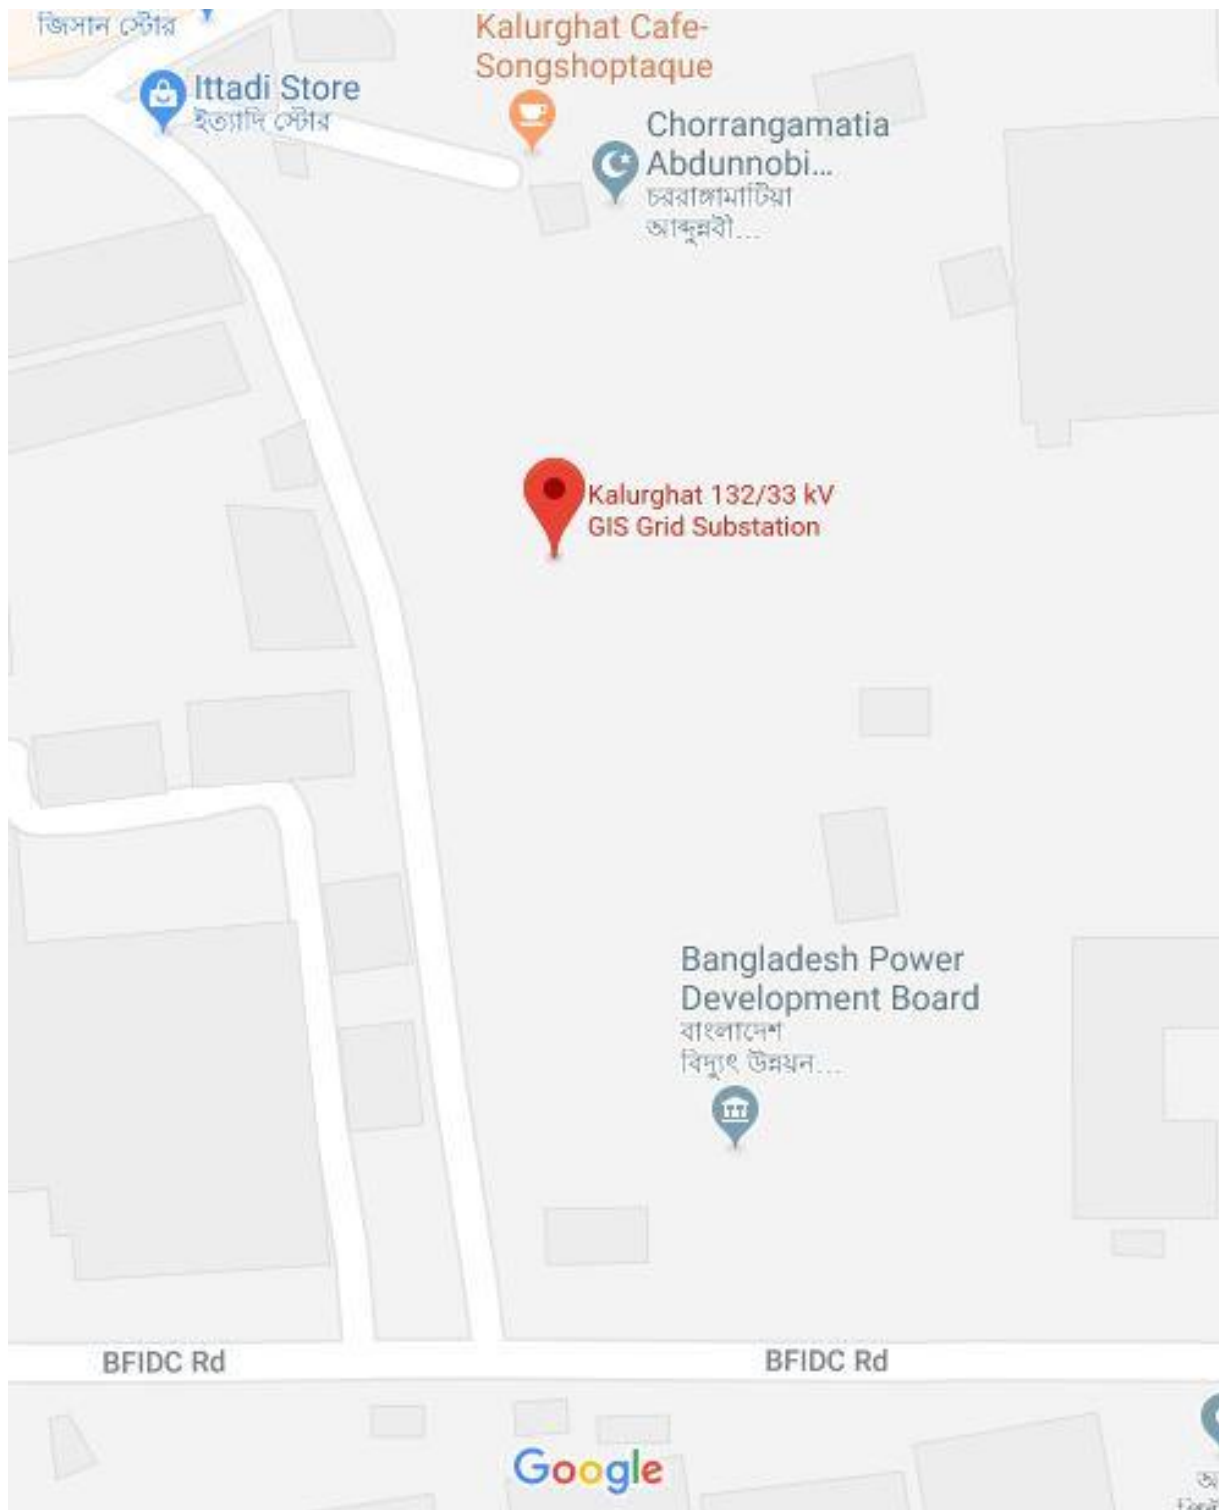 জিসান স্টোর
Kalurghat Cafe-
Songshoptaque
Ittadi Store
ইত্যাদি স্টোর
Chorrangamatia
Abdunnobi...
চররাঙ্গামাটিয়া
আব্দুন্নবী...
Kalurghat 132/33 kV
GIS Grid Substation
Bangladesh Power
Development Board
বাংলাদেশ
বিদ্যুৎ উন্নয়ন...
BFIDC Rd
BFIDC Rd
Google